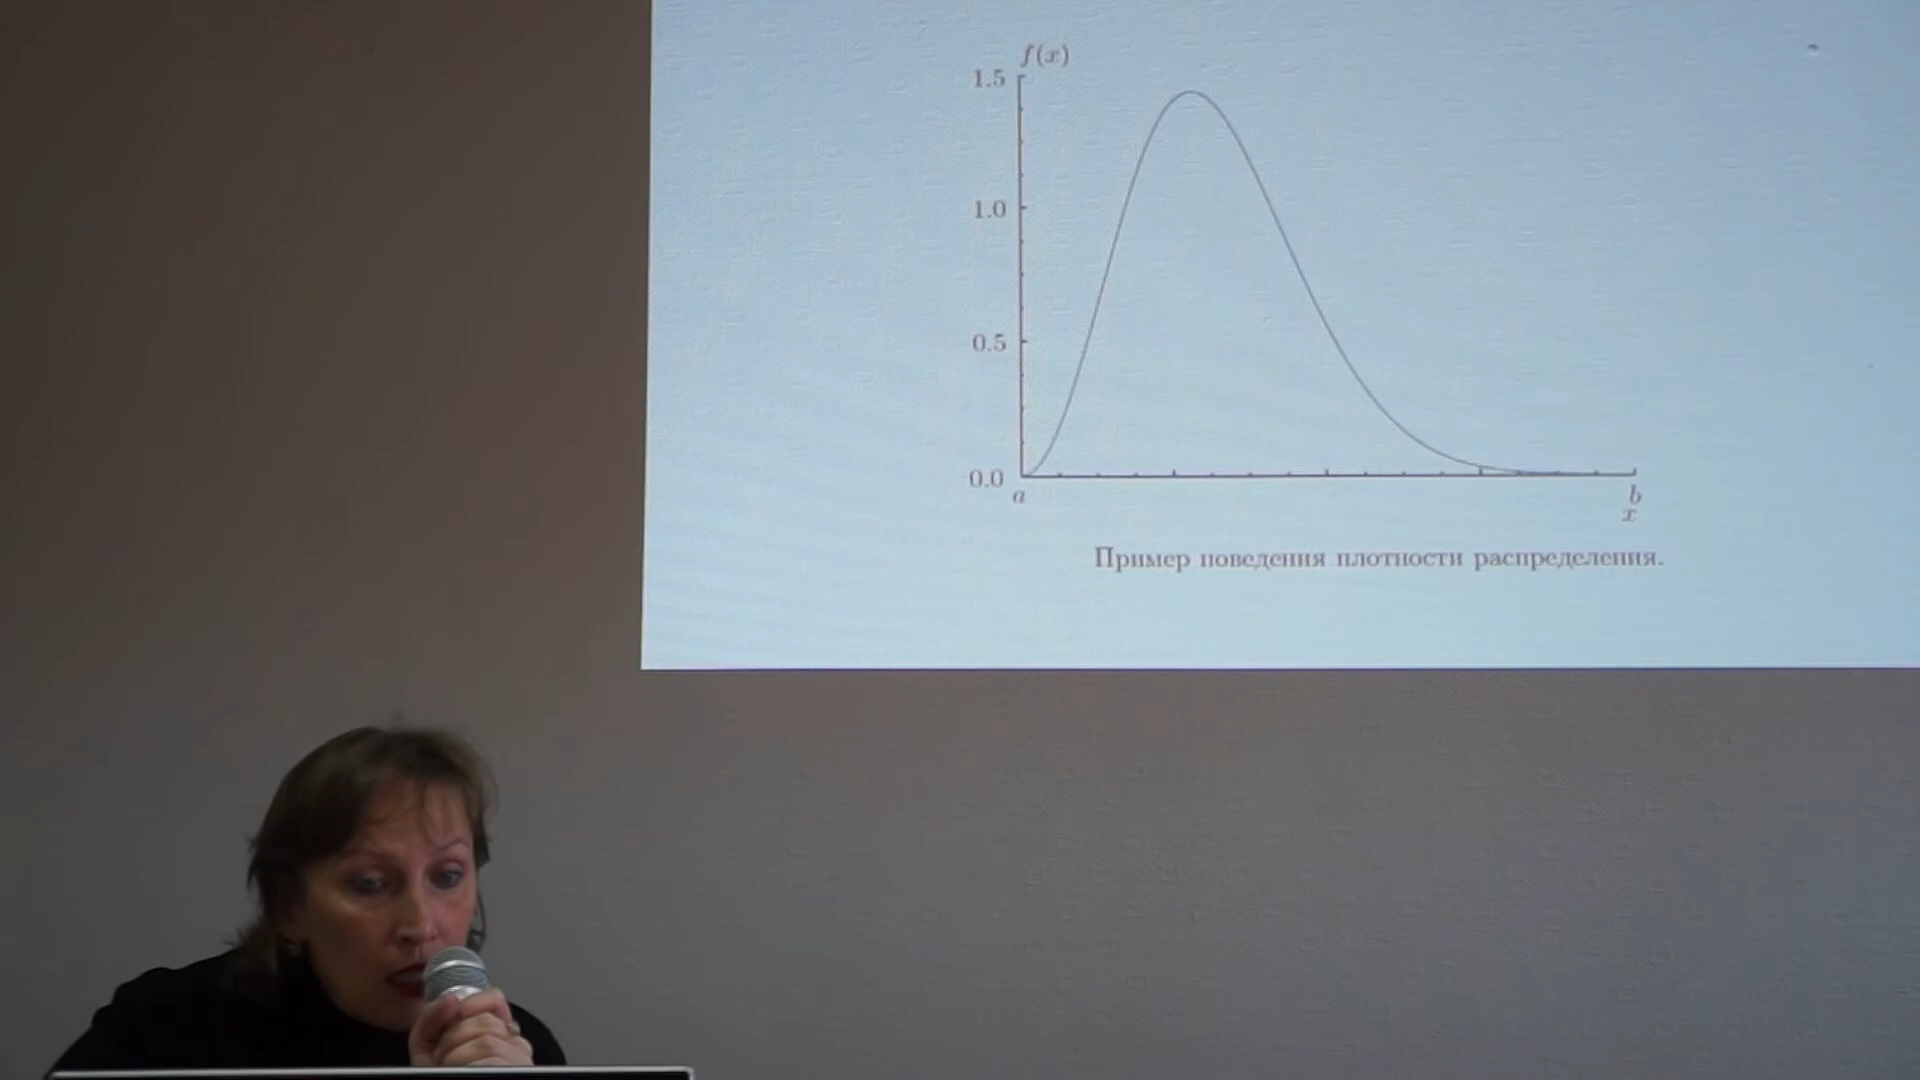 f(x)
1.5
1.0
0.5
0.0
a
b
x
Пример поведения плотности распределения.